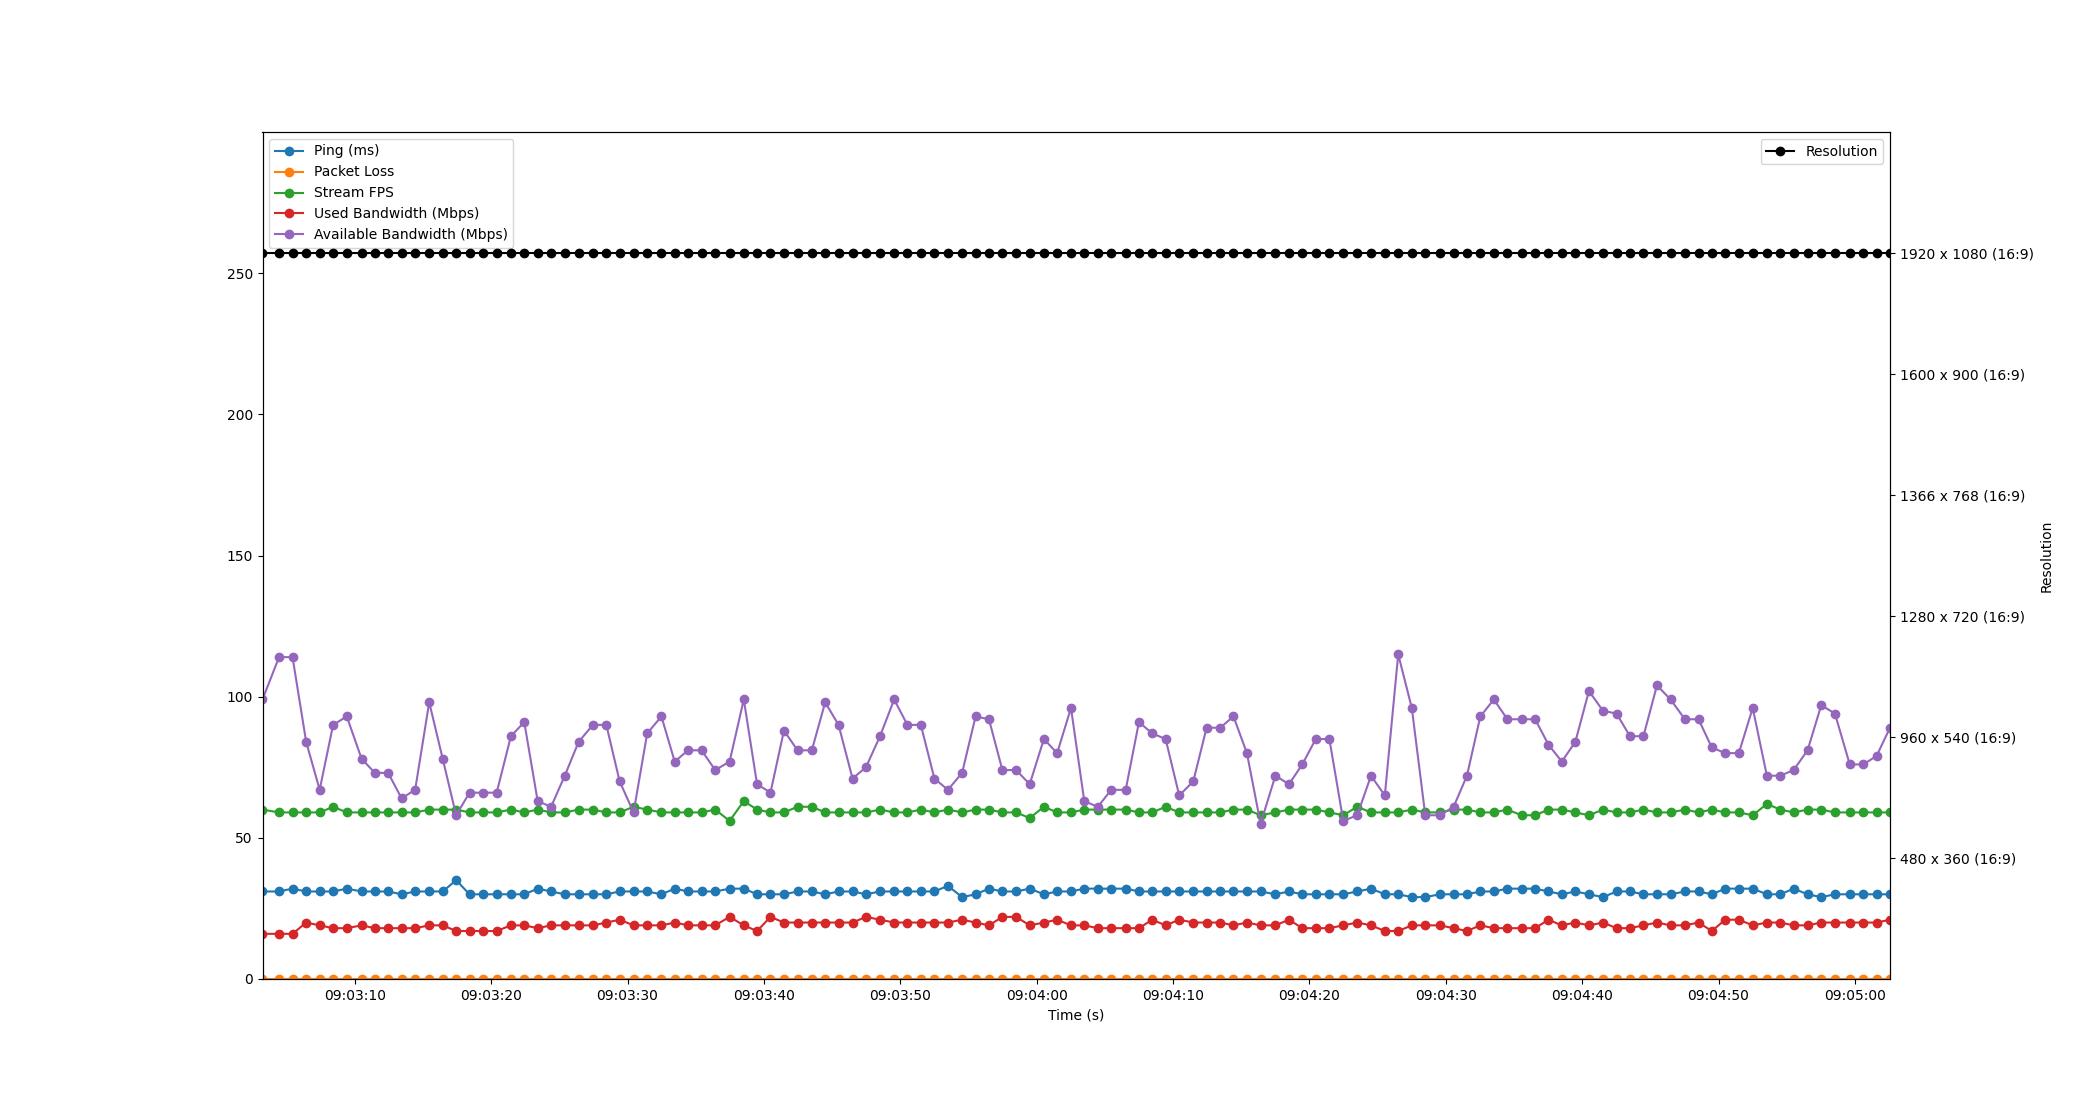 Ping (ms)
Packet Loss
Stream FPS
Used Bandwidth (Mbps)
Available Bandwidth (Mbps)
Resolution
250
200
150
100
50
0
1920 x 1080 (16:9)
1600 x 900 (16:9)
1366 x 768 (16:9)
1280 x 720 (16:9)
960 x 540 (16:9)
480 x 360 (16:9)
Resolution
09:03:10 09:03:20 09:03:30 09:03:40 09:03:50 09:04:00 09:04:10 09:04:20 09:04:30 09:04:40 09:04:50 09:05:00
Time (s)